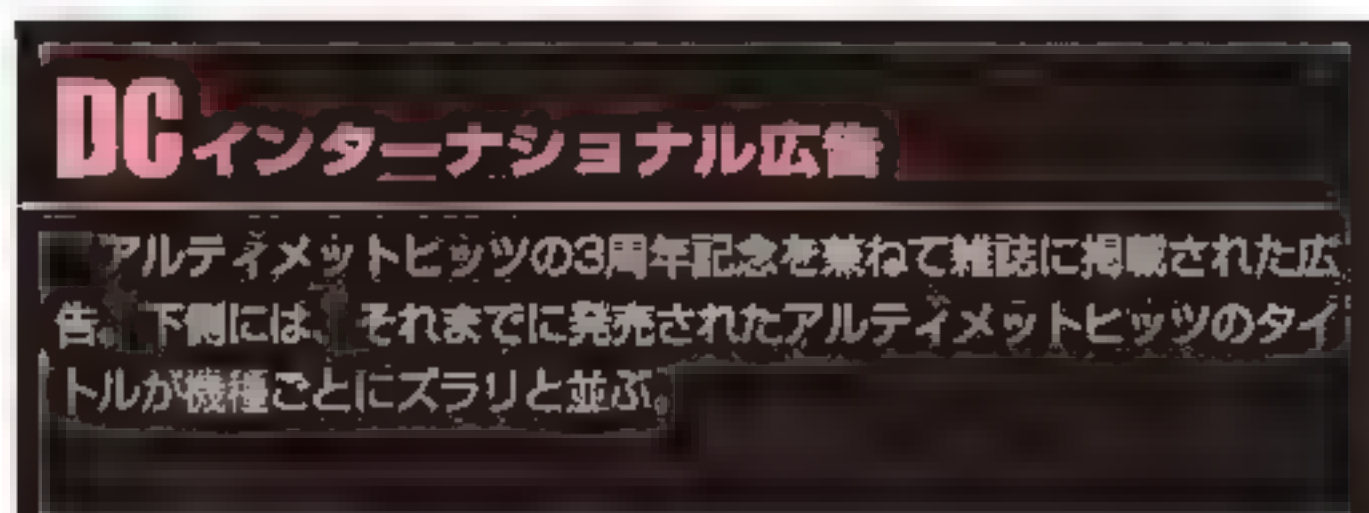 DCインターナショナル広告
アルティメットヒッツの3周年記念を兼ねて雑誌に掲載された広
告。下側には、それまでに発売されたアルティメットヒッツのタイ
トルが機種ごとにズラリと並ぶ。